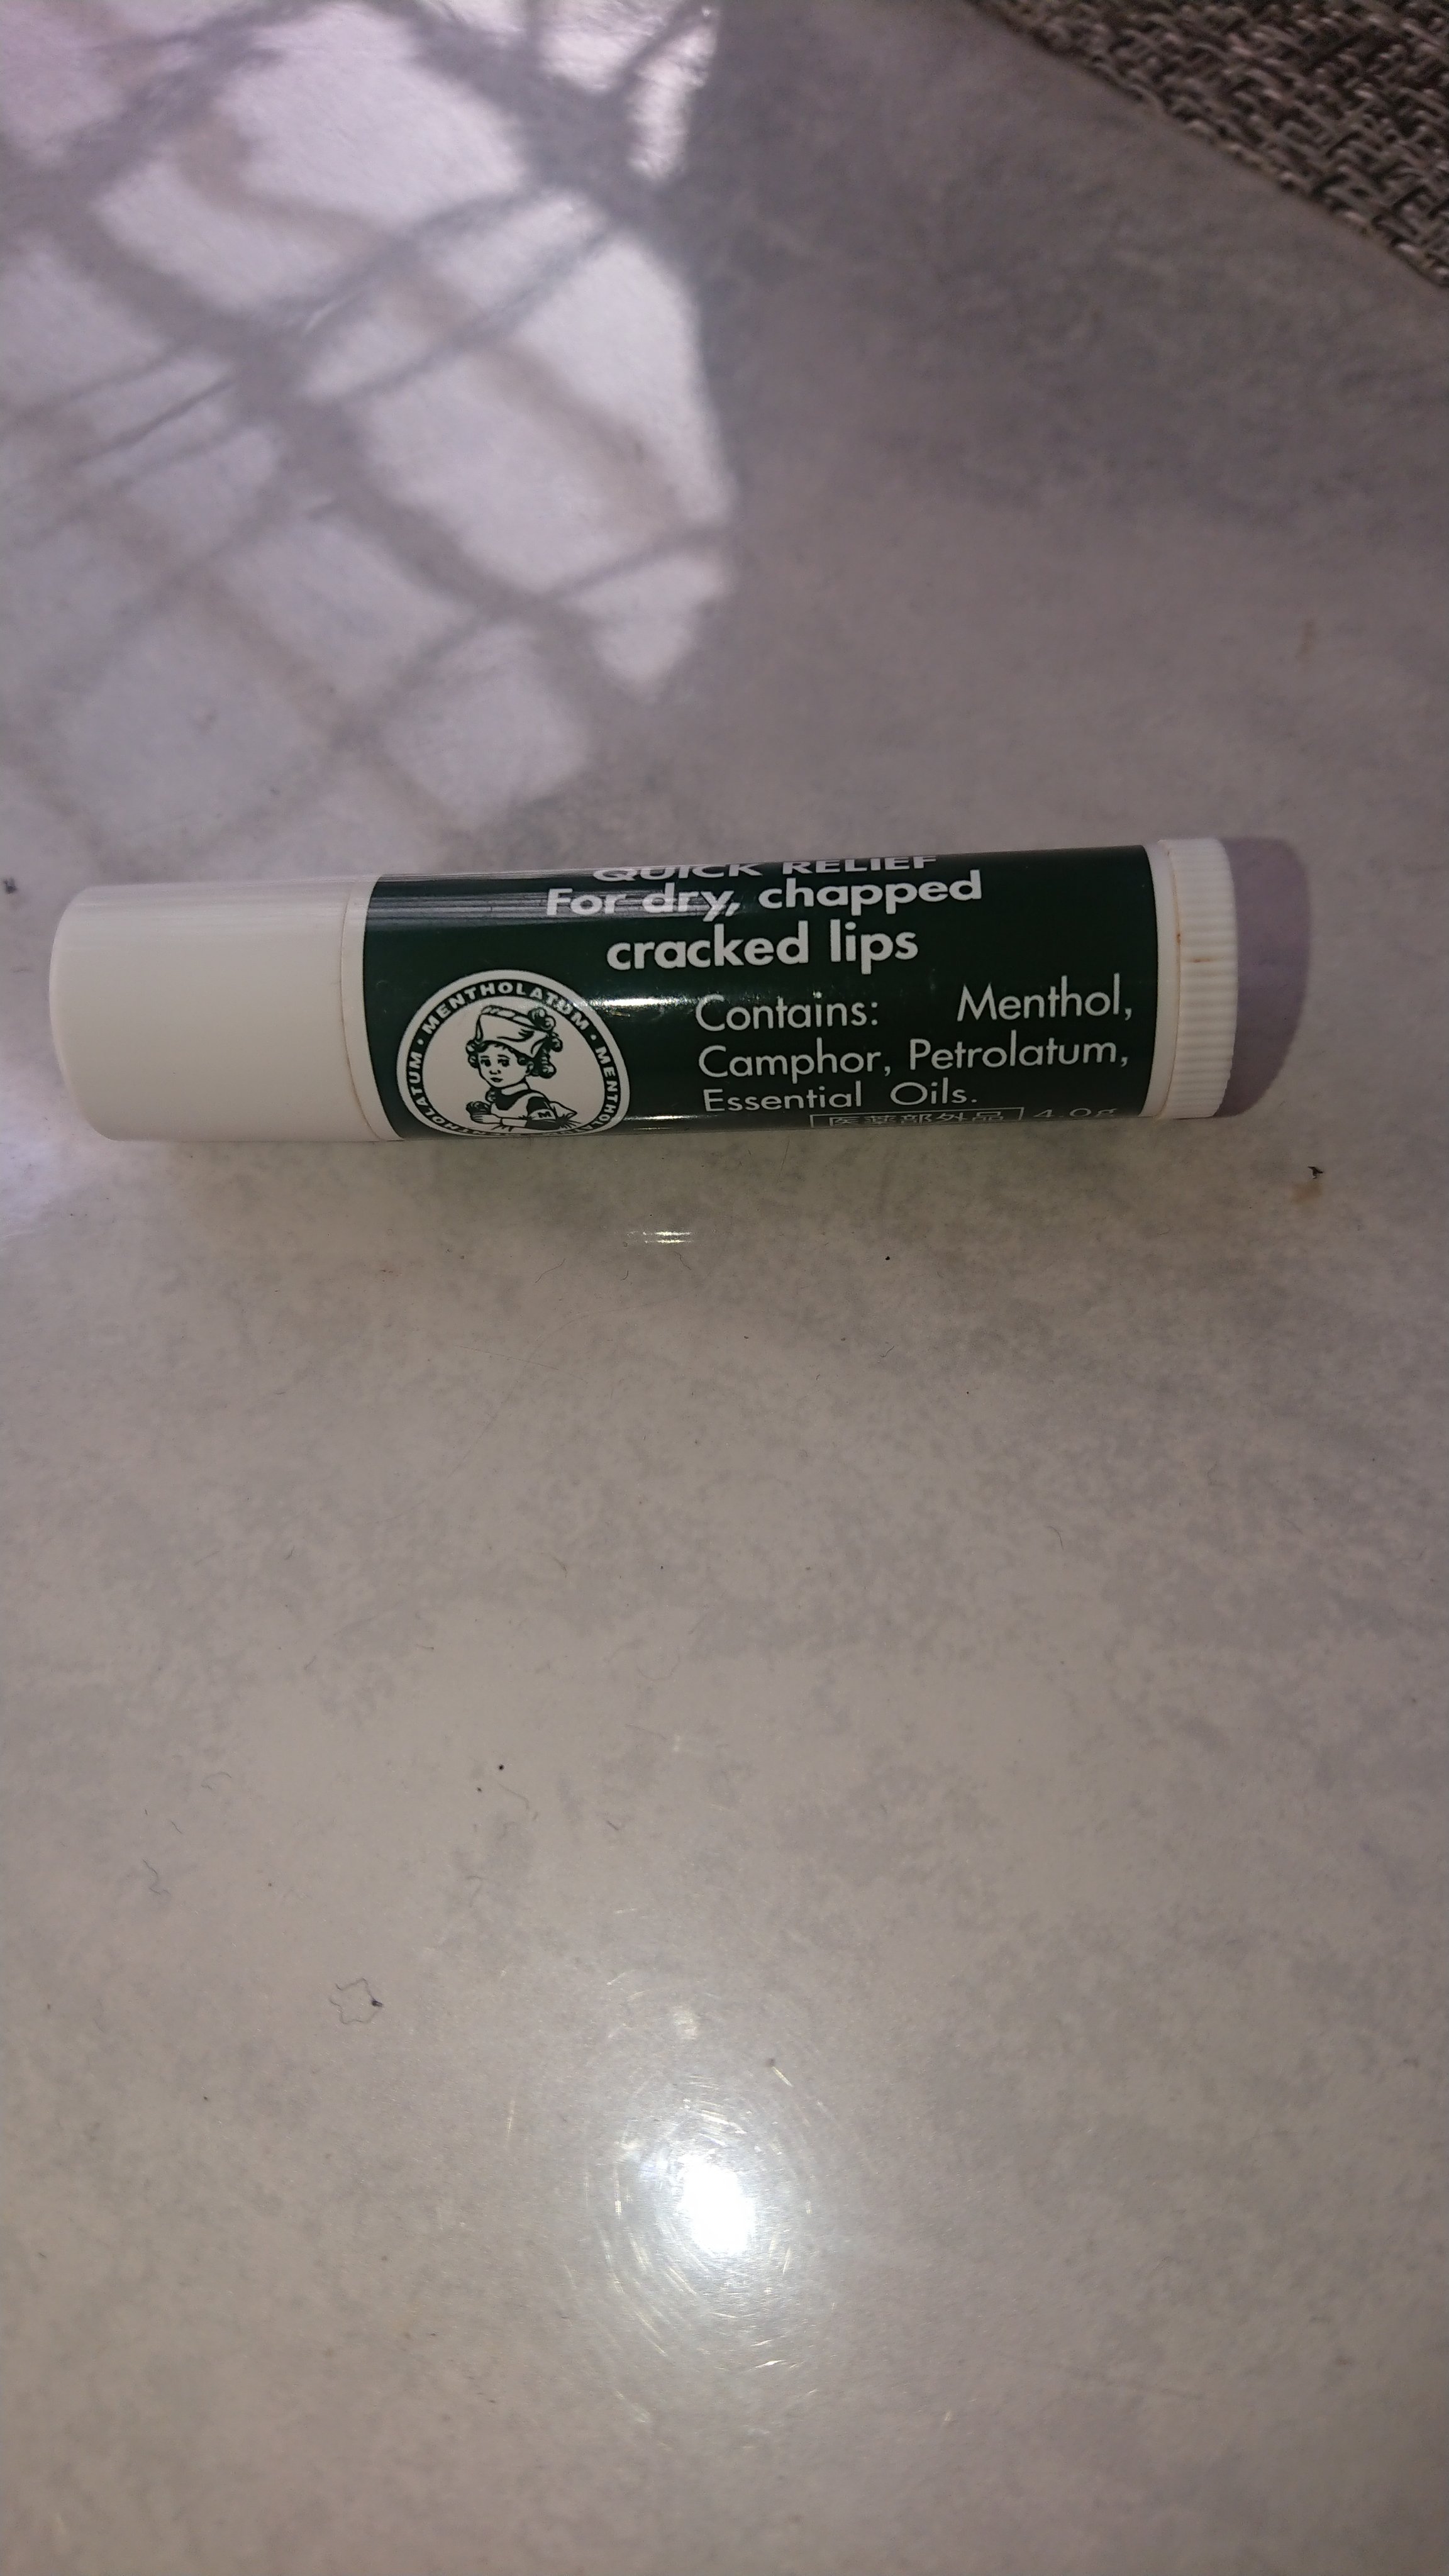 QUICK RELIEF
For dry, chapped
cracked lips
MENTHOLATUM • MENTHOLATUM •
Contains: Menthol,
Camphor, Petrolatum,
Essential Oils.
医薬部外品 4.0g
M